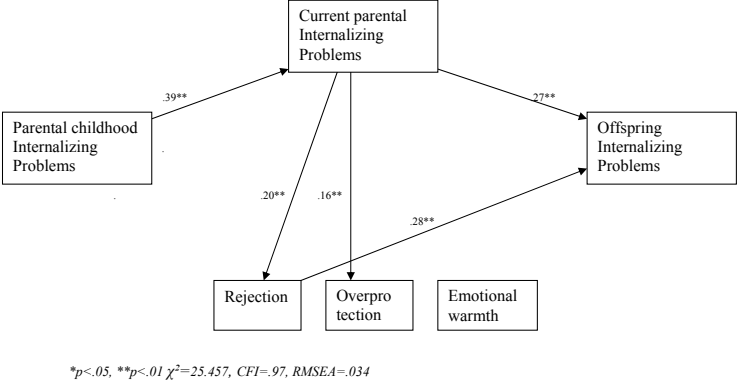 Current parental
Internalizing
Problems
.39**
.27**
Parental childhood
Internalizing
Problems
Offspring
Internalizing
Problems
.20**
.16**
.28**
Rejection
Overpro
tection
Emotional
warmth
*p<.05, **p<.01 χ²=25.457, CFI=.97, RMSEA=.034